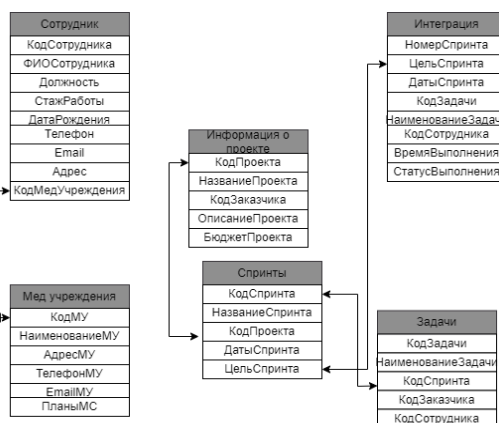 Сотрудник
КодСотрудника
ФИОСотрудника
Должность
СтажРаботы
ДатаРождения
Телефон
Email
Адрес
КодМедУчреждения
Мед учреждения
КодМУ
НаименованиеМУ
АдресМУ
ТелефонМУ
EmailМУ
ПланыМС
Информация о
проекте
КодПроекта
НазваниеПроекта
КодЗаказчика
ОписаниеПроекта
БюджетПроекта
Спринты
КодСпринта
НазваниеСпринта
КодПроекта
ДатыСпринта
ЦельСпринта
Интеграция
НомерСпринта
ЦельСпринта
ДатыСпринта
КодЗадачи
НаименованиеЗадач
КодСотрудника
ВремяВыполнения
СтатусВыполнения
Задачи
КодЗадачи
НаименованиеЗадачи
КодСпринта
КодЗаказчика
КодСотрудника